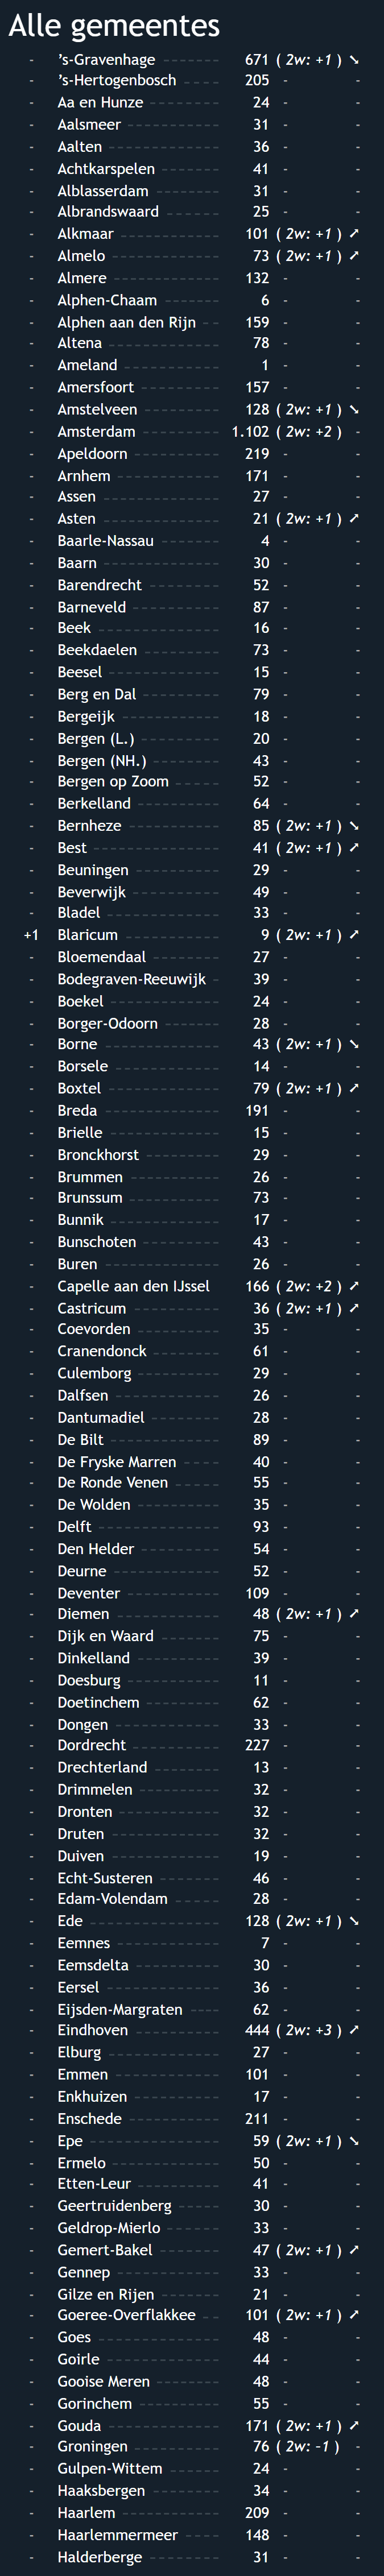 Alle gemeentes
- ’s-Gravenhage 671 ( 2w: +1 ) ➘
- ’s-Hertogenbosch 205 - -
- Aa en Hunze 24 - -
- Aalsmeer 31 - -
- Aalten 36 - -
- Achtkarspelen 41 - -
- Alblasserdam 31 - -
- Albrandswaard 25 - -
- Alkmaar 101 ( 2w: +1 ) ➚
- Almelo 73 ( 2w: +1 ) ➚
- Almere 132 - -
- Alphen-Chaam 6 - -
- Alphen aan den Rijn 159 - -
- Altena 78 - -
- Ameland 1 - -
- Amersfoort 157 - -
- Amstelveen 128 ( 2w: +1 ) ➘
- Amsterdam 1.102 ( 2w: +2 ) -
- Apeldoorn 219 - -
- Arnhem 171 - -
- Assen 27 - -
- Asten 21 ( 2w: +1 ) ➚
- Baarle-Nassau 4 - -
- Baarn 30 - -
- Barendrecht 52 - -
- Barneveld 87 - -
- Beek 16 - -
- Beekdaelen 73 - -
- Beesel 15 - -
- Berg en Dal 79 - -
- Bergeijk 18 - -
- Bergen (L.) 20 - -
- Bergen (NH.) 43 - -
- Bergen op Zoom 52 - -
- Berkelland 64 - -
- Bernheze 85 ( 2w: +1 ) ➘
- Best 41 ( 2w: +1 ) ➚
- Beuningen 29 - -
- Beverwijk 49 - -
- Bladel 33 - -
+1 Blaricum 9 ( 2w: +1 ) ➚
- Bloemendaal 27 - -
- Bodegraven-Reeuwijk 39 - -
- Boekel 24 - -
- Borger-Odoorn 28 - -
- Borne 43 ( 2w: +1 ) ➘
- Borsele 14 - -
- Boxtel 79 ( 2w: +1 ) ➚
- Breda 191 - -
- Brielle 15 - -
- Bronckhorst 29 - -
- Brummen 26 - -
- Brunssum 73 - -
- Bunnik 17 - -
- Bunschoten 43 - -
- Buren 26 - -
- Capelle aan den IJssel 166 ( 2w: +2 ) ➚
- Castricum 36 ( 2w: +1 ) ➚
- Coevorden 35 - -
- Cranendonck 61 - -
- Culemborg 29 - -
- Dalfsen 26 - -
- Dantumadiel 28 - -
- De Bilt 89 - -
- De Fryske Marren 40 - -
- De Ronde Venen 55 - -
- De Wolden 35 - -
- Delft 93 - -
- Den Helder 54 - -
- Deurne 52 - -
- Deventer 109 - -
- Diemen 48 ( 2w: +1 ) ➚
- Dijk en Waard 75 - -
- Dinkelland 39 - -
- Doesburg 11 - -
- Doetinchem 62 - -
- Dongen 33 - -
- Dordrecht 227 - -
- Drechterland 13 - -
- Drimmelen 32 - -
- Dronten 32 - -
- Druten 32 - -
- Duiven 19 - -
- Echt-Susteren 46 - -
- Edam-Volendam 28 - -
- Ede 128 ( 2w: +1 ) ➘
- Eemnes 7 - -
- Eemsdelta 30 - -
- Eersel 36 - -
- Eijsden-Margraten 62 - -
- Eindhoven 444 ( 2w: +3 ) ➚
- Elburg 27 - -
- Emmen 101 - -
- Enkhuizen 17 - -
- Enschede 211 - -
- Epe 59 ( 2w: +1 ) ➘
- Ermelo 50 - -
- Etten-Leur 41 - -
- Geertruidenberg 30 - -
- Geldrop-Mierlo 33 - -
- Gemert-Bakel 47 ( 2w: +1 ) ➚
- Gennep 33 - -
- Gilze en Rijen 21 - -
- Goeree-Overflakkee 101 ( 2w: +1 ) ➚
- Goes 48 - -
- Goirle 44 - -
- Gooise Meren 48 - -
- Gorinchem 55 - -
- Gouda 171 ( 2w: +1 ) ➚
- Groningen 76 ( 2w: -1 ) -
- Gulpen-Wittem 24 - -
- Haaksbergen 34 - -
- Haarlem 209 - -
- Haarlemmermeer 148 - -
- Halderberge 31 - -